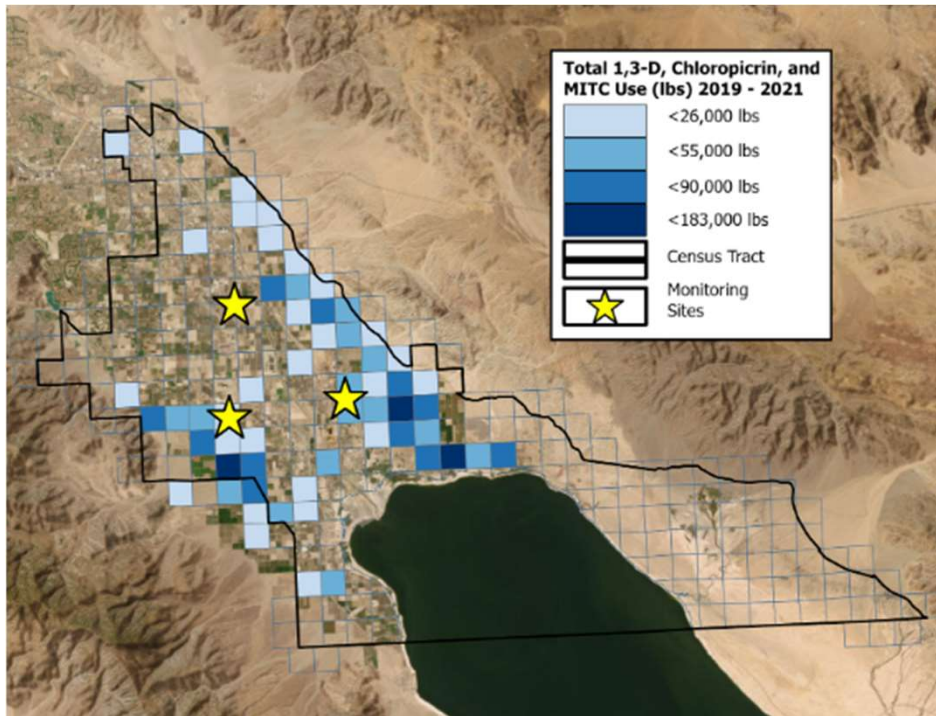 Total 1,3-D, Chloropicrin, and
MITC Use (lbs) 2019 - 2021
<26,000 lbs
<55,000 lbs
<90,000 lbs
<183,000 lbs
Census Tract
Monitoring
Sites